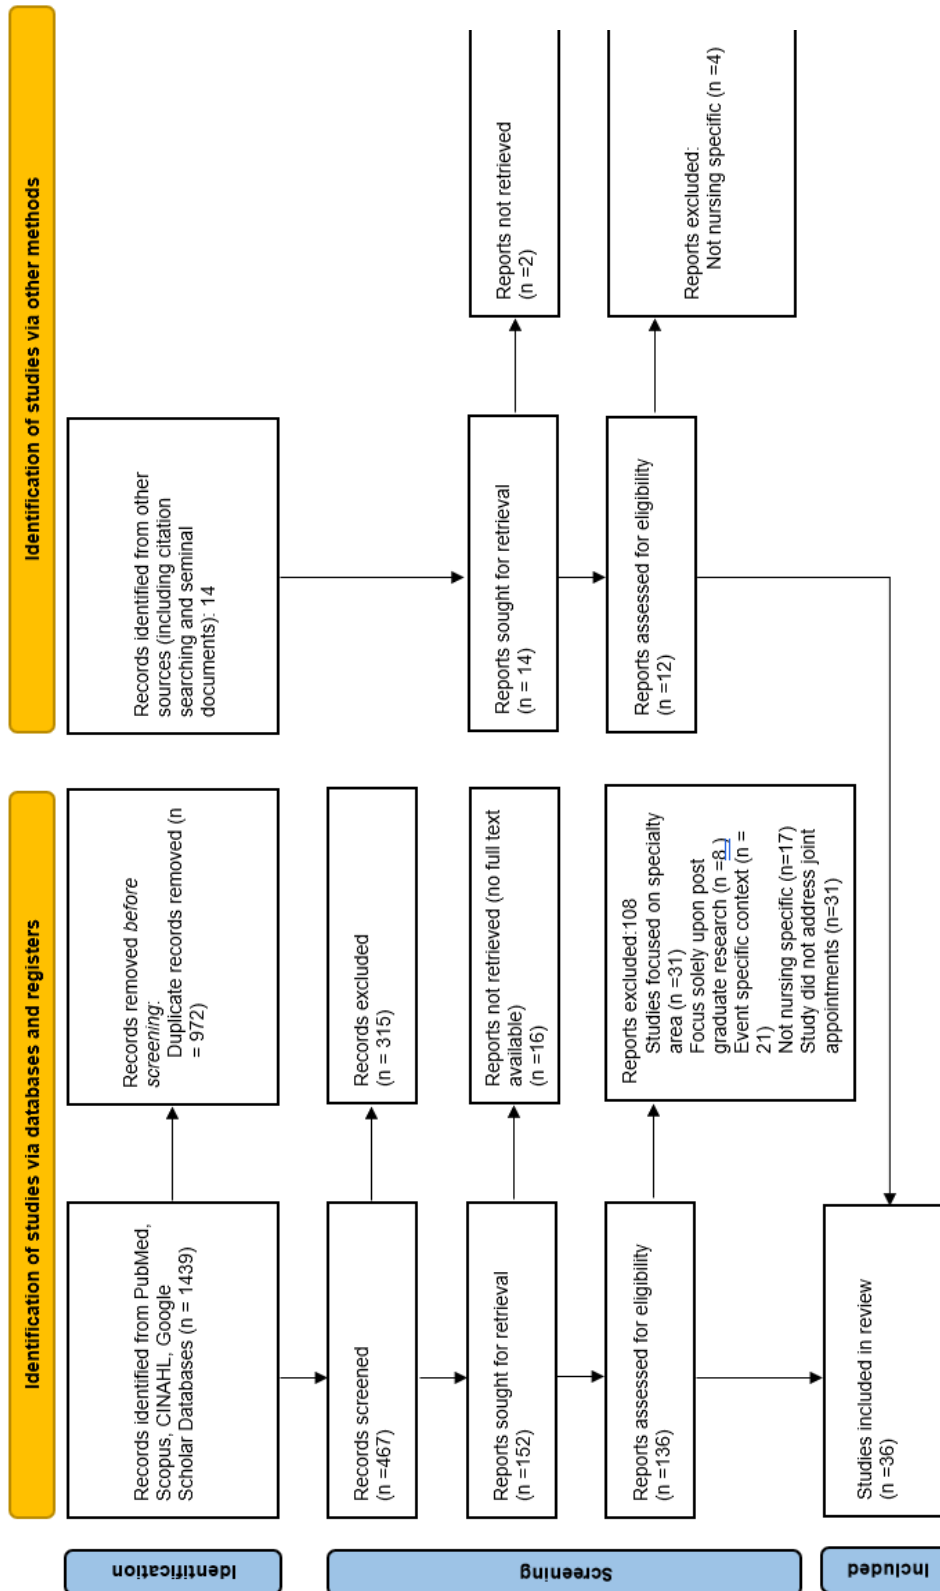 Identification of studies via databases and registers
Identification of studies via other methods
Identification
Records identified from PubMed,
Scopus, CINAHL, Google
Scholar Databases (n = 1439)
Records removed before
screening:
Duplicate records removed (n
= 972)
Records identified from other
sources (including citation
searching and seminal
documents): 14
Screening
Records screened
(n =467)
Records excluded
(n = 315)
Reports sought for retrieval
(n =152)
Reports not retrieved (no full text
available)
(n =16)
Reports sought for retrieval
(n = 14)
Reports not retrieved
(n =2)
Reports assessed for eligibility
(n =136)
Reports excluded:108
Studies focused on specialty
area (n =31)
Focus solely upon post
graduate research (n =8 )
Event specific context (n =
21)
Not nursing specific (n=17)
Study did not address joint
appointments (n=31)
Reports assessed for eligibility
(n =12)
Reports excluded:
Not nursing specific (n =4)
Included
Studies included in review
(n =36)